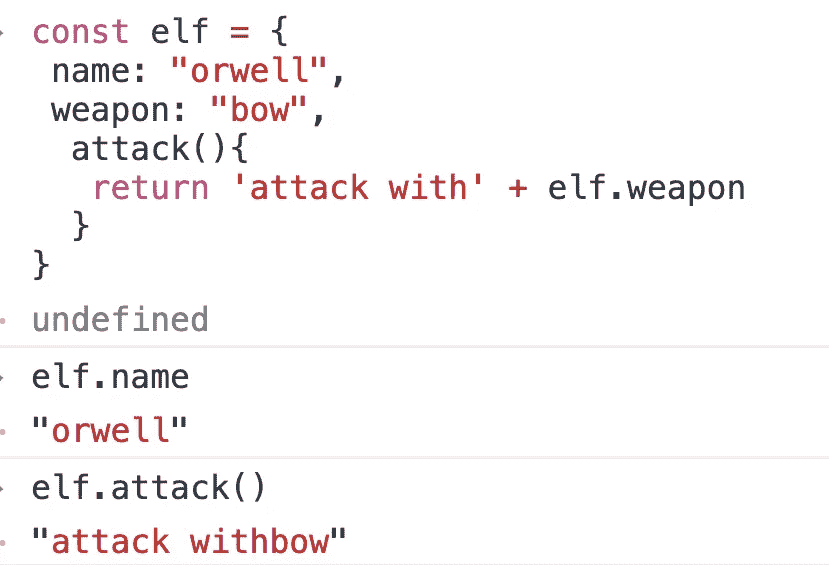 const elf = {
 name: "orwell",
 weapon: "bow",
  attack(){
   return 'attack with' + elf.weapon
  }
}
undefined
elf.name
"orwell"
elf.attack()
"attack withbow"